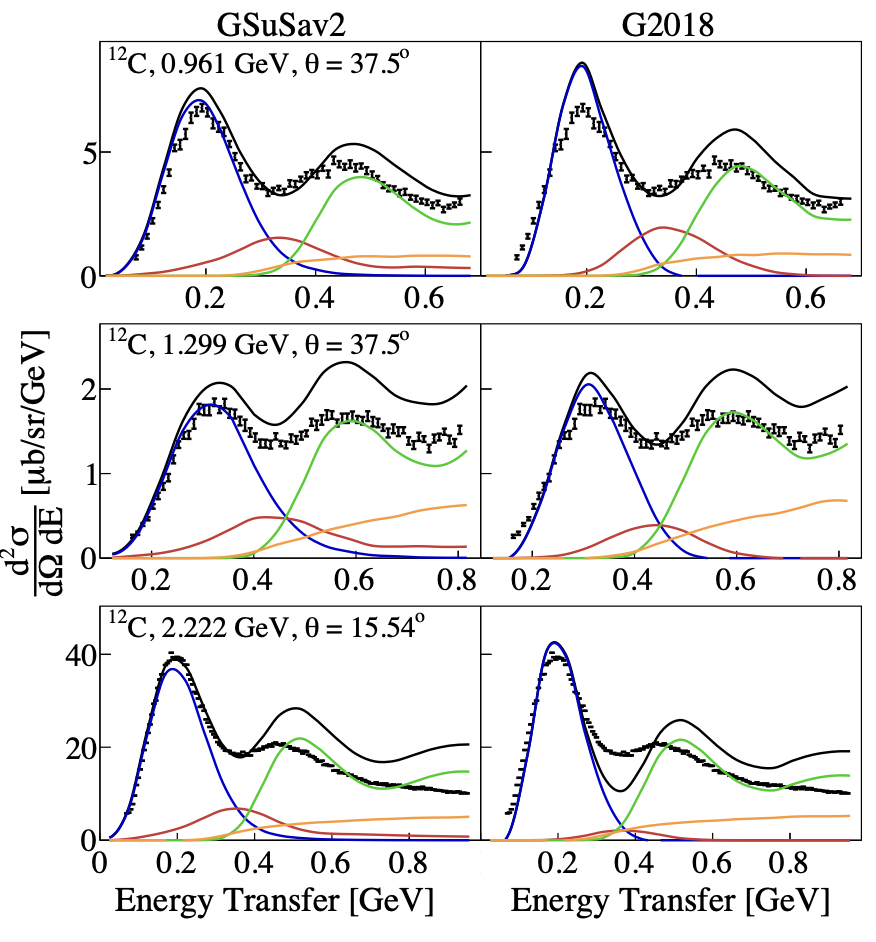 GSuSav2 G2018
¹²C, 0.961 GeV, θ = 37.5°
5
0
0.2 0.4 0.6 0.2 0.4 0.6
¹²C, 1.299 GeV, θ = 37.5°
2
1
0
0.2 0.4 0.6 0.8 0.2 0.4 0.6 0.8
d²σ
dΩ dE [μb/sr/GeV]
¹²C, 2.222 GeV, θ = 15.54°
40
20
0
0 0.2 0.4 0.6 0.8 0.2 0.4 0.6 0.8
Energy Transfer [GeV] Energy Transfer [GeV]